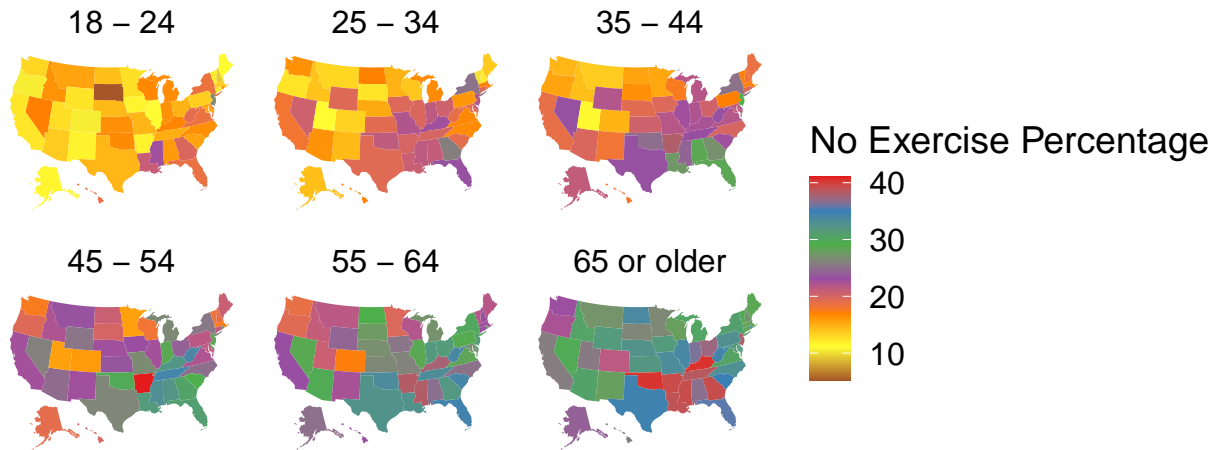 18 – 24
25 – 34
35 – 44
No Exercise Percentage
40
30
20
10
45 – 54
55 – 64
65 or older